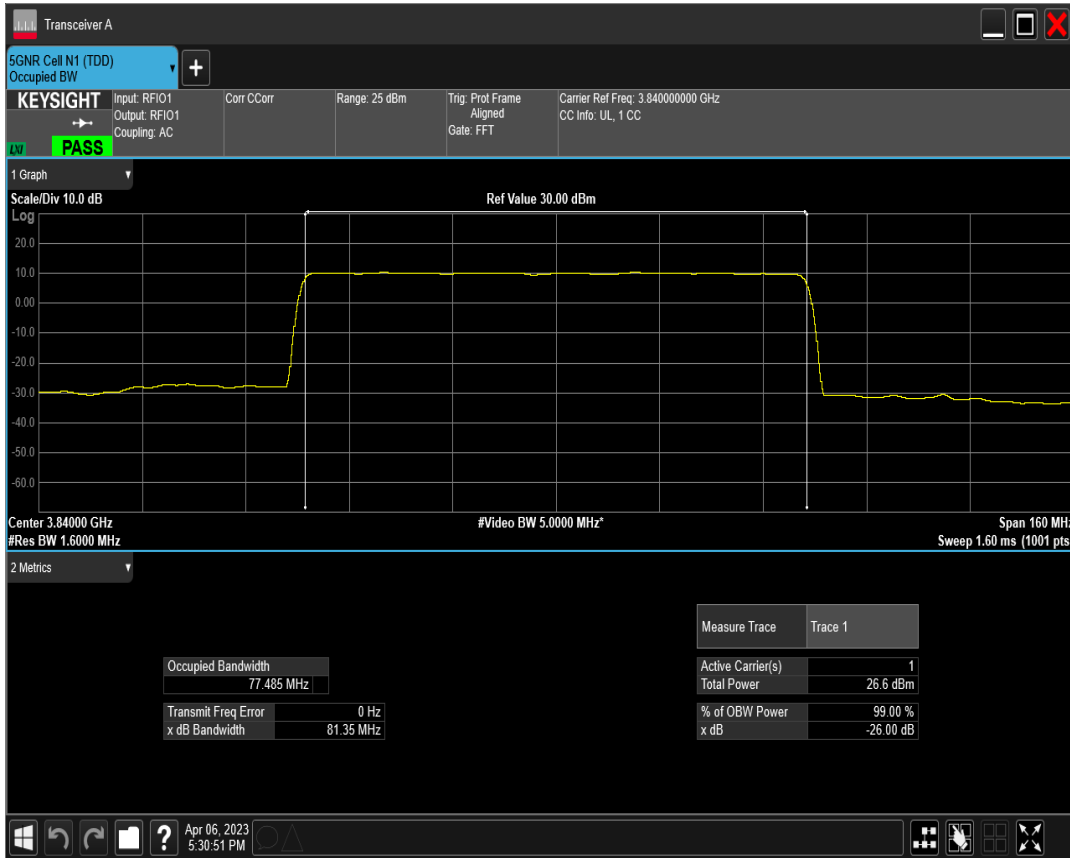 Transceiver A
5GNR Cell N1 (TDD)
Occupied BW
+
KEYSIGHT
LXI
PASS
Input: RFIO1
Output: RFIO1
Coupling: AC
Corr CCorr
Range: 25 dBm
Trig: Prot Frame
Aligned
Gate: FFT
Carrier Ref Freq: 3.840000000 GHz
CC Info: UL, 1 CC
1 Graph
Scale/Div 10.0 dB
Ref Value 30.00 dBm
Log
20.0
10.0
0.00
-10.0
-20.0
-30.0
-40.0
-50.0
-60.0
Center 3.84000 GHz
#Video BW 5.0000 MHz*
Span 160 MHz
#Res BW 1.6000 MHz
Sweep 1.60 ms (1001 pts
2 Metrics
Measure Trace Trace 1
Occupied Bandwidth
77.485 MHz
Active Carrier(s) 1
Total Power 26.6 dBm
Transmit Freq Error 0 Hz
x dB Bandwidth 81.35 MHz
% of OBW Power 99.00 %
x dB -26.00 dB
?
Apr 06, 2023
5:30:51 PM